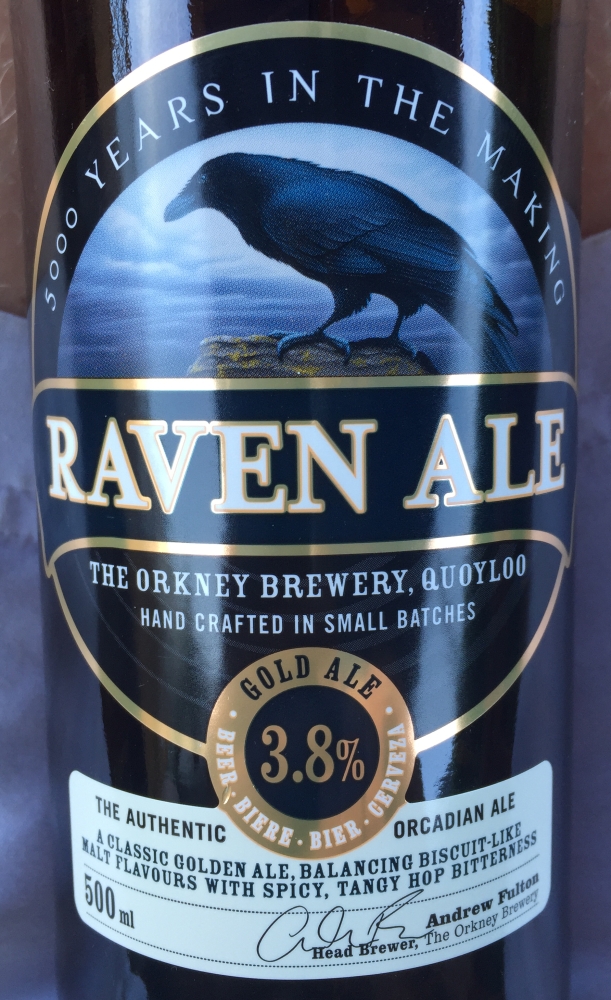 5000 YEARS IN THE MAKING
RAVEN ALE
THE ORKNEY BREWERY, QUOYLOO
HAND CRAFTED IN SMALL BATCHES
GOLD ALE
3.8%
BEER · BIERE · BIER · CERVEZA
THE AUTHENTIC ORCADIAN ALE
A CLASSIC GOLDEN ALE, BALANCING BISCUIT-LIKE
MALT FLAVOURS WITH SPICY, TANGY HOP BITTERNESS
500 ml
Andrew Fulton
Head Brewer, The Orkney Brewery